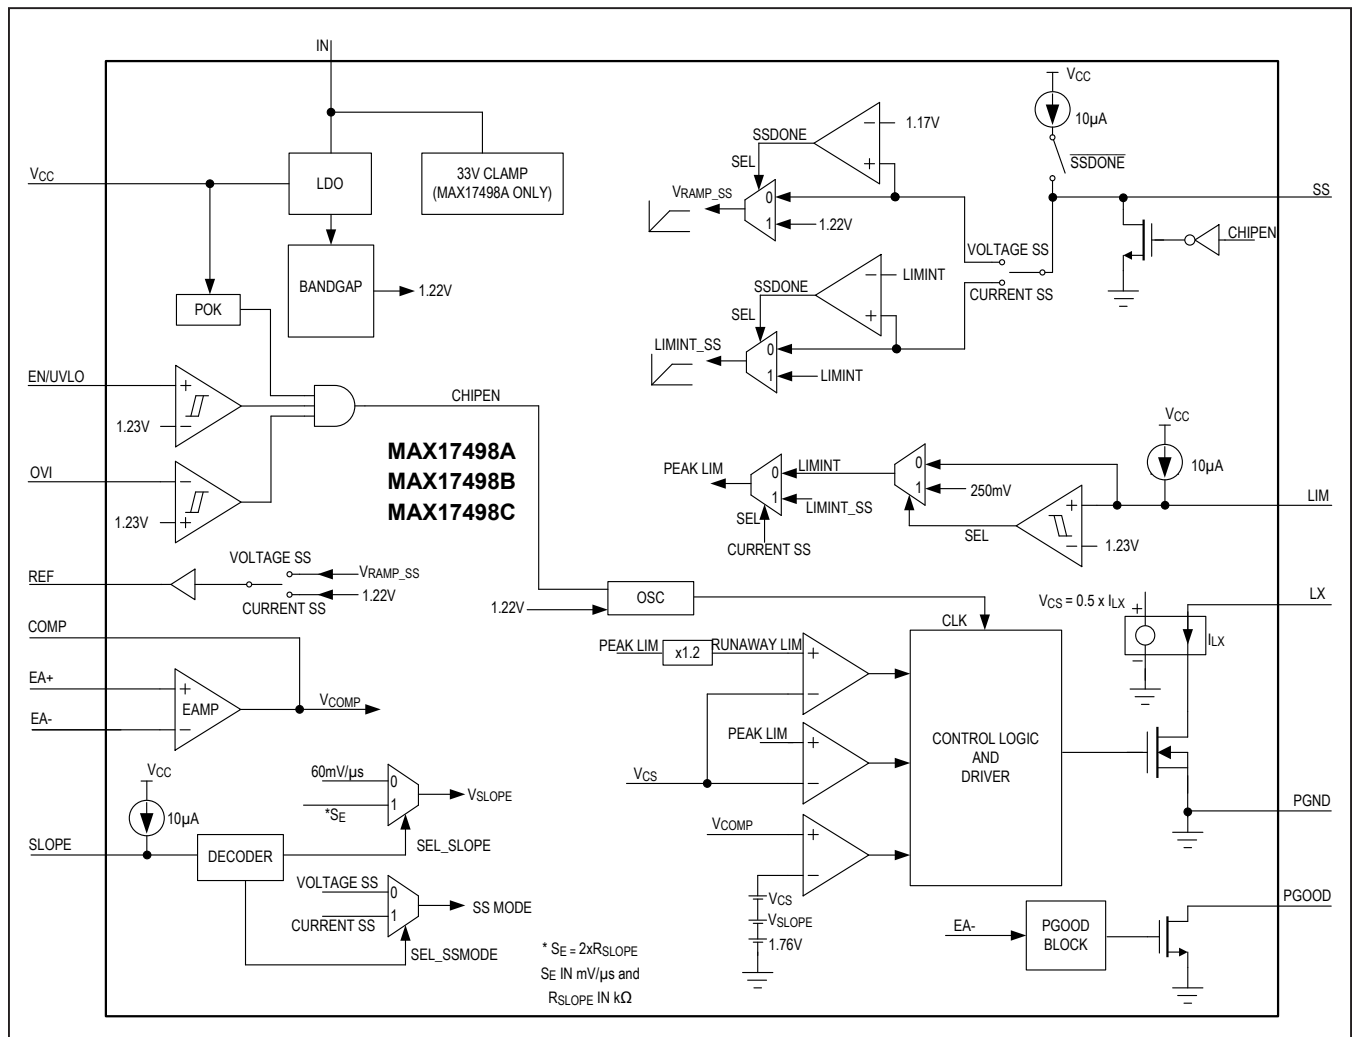 IN
VCC
LDO
33V CLAMP
(MAX17498A ONLY)
BANDGAP
1.22V
POK
EN/UVLO
+
1.23V
−
OVI
−
1.23V
+
CHIPEN
MAX17498A
MAX17498B
MAX17498C
VOLTAGE SS
REF
VRAMP_SS
1.22V
CURRENT SS
COMP
EA+
+
EAMP
VCOMP
EA-
−
VCC
10µA
SLOPE
DECODER
60mV/µs
0
1
*SE
VSLOPE
SEL_SLOPE
VOLTAGE SS
0
CURRENT SS
1
SS MODE
SEL_SSMODE
* SE = 2xRSLOPE
SE IN mV/µs and
RSLOPE IN kΩ
SSDONE
−
1.17V
+
SEL
VRAMP_SS
0
1
1.22V
SSDONE
−
LIMINT
+
SEL
LIMINT_SS
0
1
LIMINT
VCC
10µA
SSDONE
SS
VOLTAGE SS
CURRENT SS
CHIPEN
PEAK LIM
0
LIMINT
1
LIMINT_SS
SEL
CURRENT SS
0
1
250mV
SEL
+
−
1.23V
VCC
10µA
LIM
1.22V
OSC
CLK
PEAK LIM
x1.2
RUNAWAY LIM
+
−
PEAK LIM
+
VCS
−
VCOMP
+
−
VCS
VSLOPE
1.76V
CONTROL LOGIC
AND
DRIVER
VCS = 0.5 x ILX
+
−
ILX
LX
PGND
EA-
PGOOD
BLOCK
PGOOD